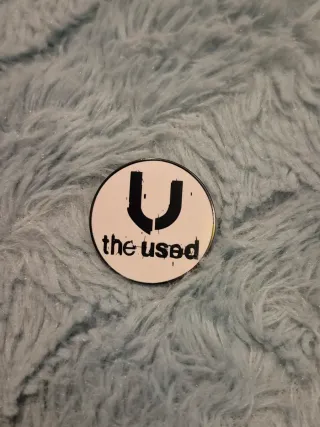 U
the used